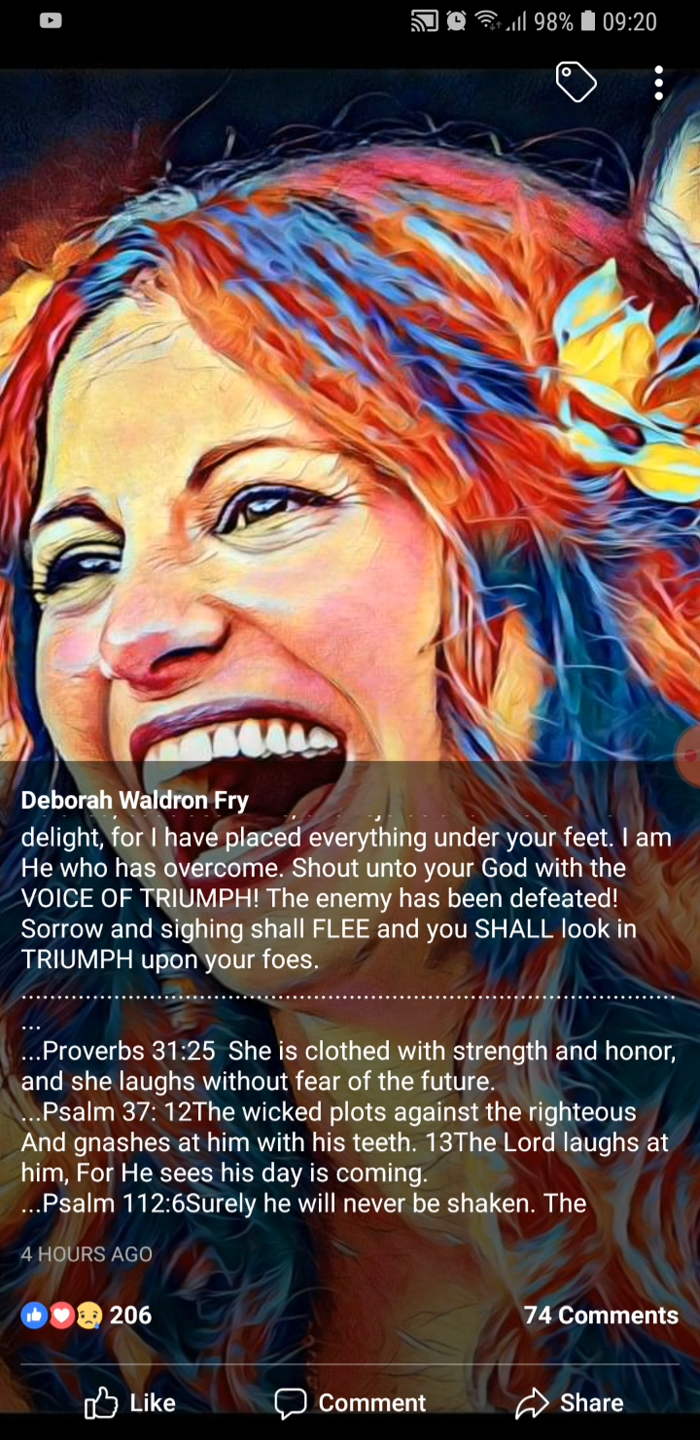 98% 09:20
Deborah Waldron Fry
delight, for I have placed everything under your feet. I am
He who has overcome. Shout unto your God with the
VOICE OF TRIUMPH! The enemy has been defeated!
Sorrow and sighing shall FLEE and you SHALL look in
TRIUMPH upon your foes.
...........................................................................................
...
...Proverbs 31:25  She is clothed with strength and honor,
and she laughs without fear of the future.
...Psalm 37: 12The wicked plots against the righteous
And gnashes at him with his teeth. 13The Lord laughs at
him, For He sees his day is coming.
...Psalm 112:6Surely he will never be shaken. The
4 HOURS AGO
206 74 Comments
Like Comment Share